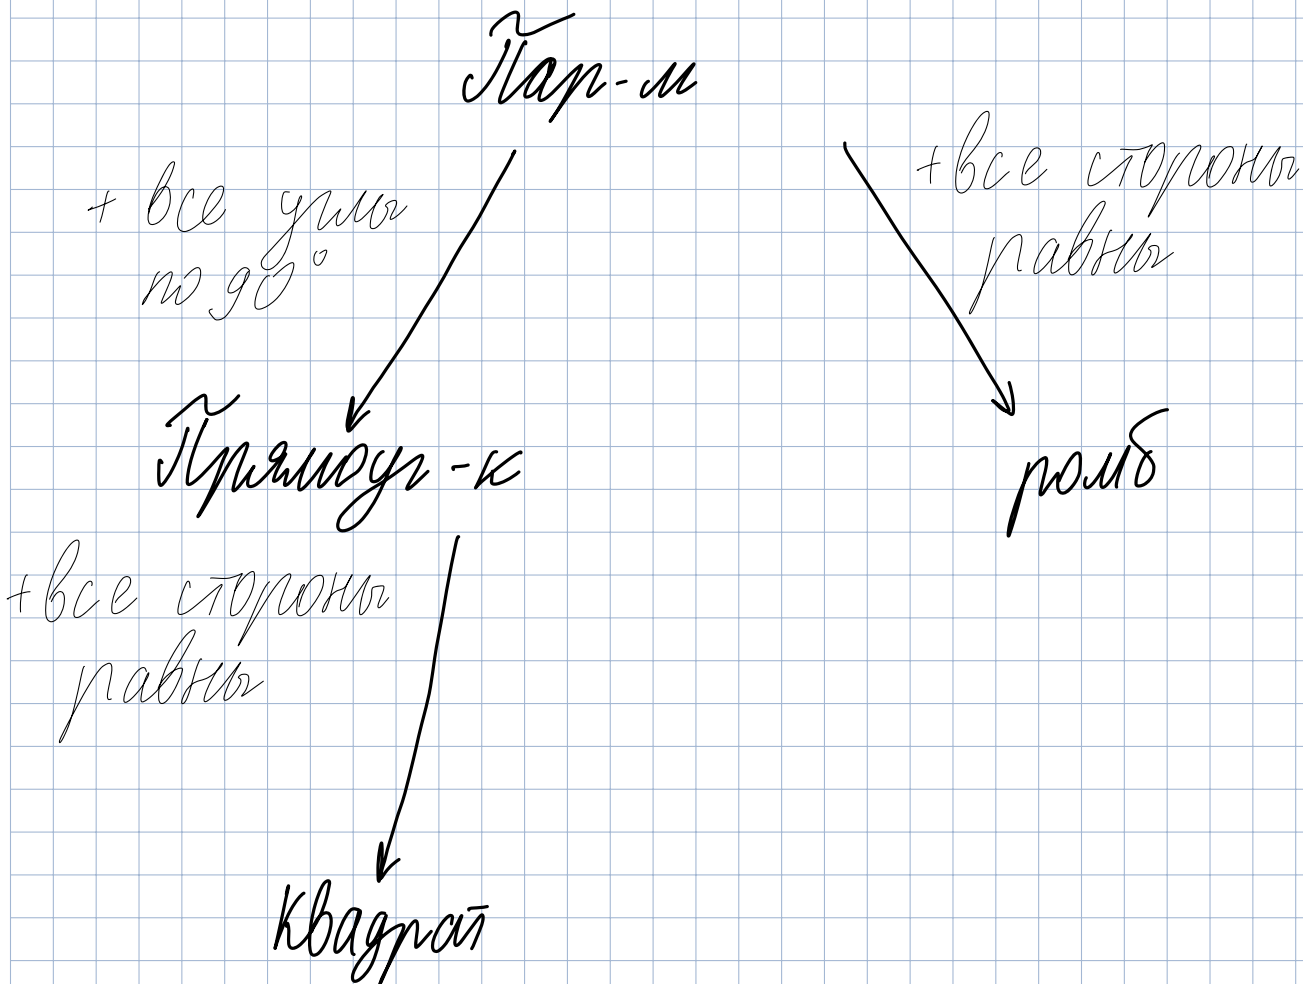 Пар-м
+ все углы
по 90°
+ все стороны
равны
Прямоуг-к
ромб
+ все стороны
равны
Квадрат